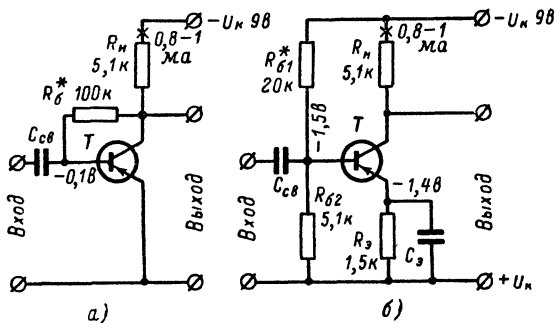 -Uк 9в
Rн
5,1к
0,8-1
ма
Rб*
100к
Cсв
-0,1в
T
Вход
Выход
а)
-Uк 9в
Rб1*
20к
Rн
5,1к
0,8-1
ма
-1,5в
T
Cсв
Rб2
5,1к
-1,4в
Rэ
1,5к
Cэ
Вход
Выход
+Uк
б)